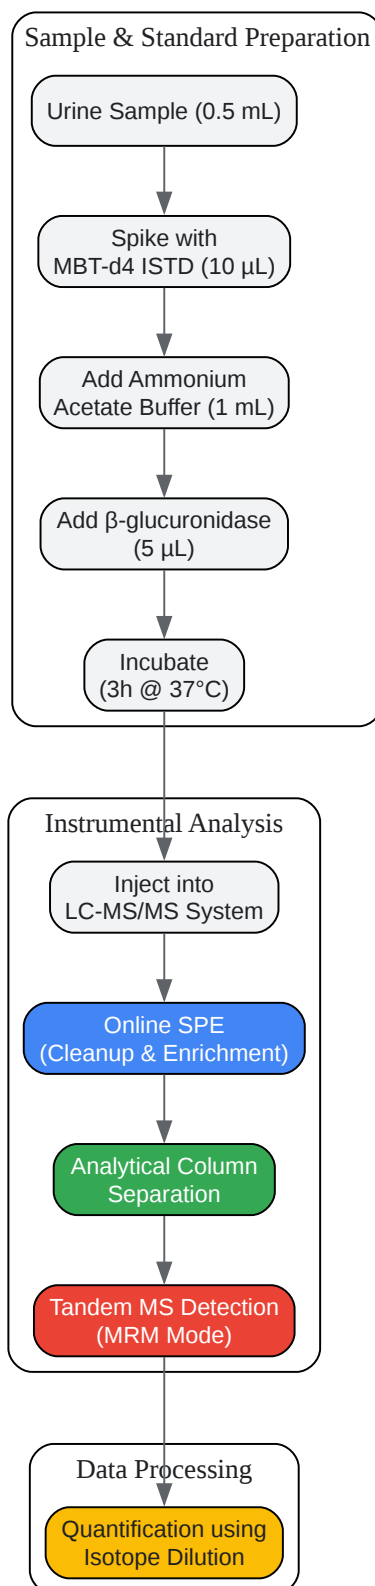 Sample & Standard Preparation
Urine Sample (0.5 mL)
Spike with
MBT-d4 ISTD (10 µL)
Add Ammonium
Acetate Buffer (1 mL)
Add β-glucuronidase
(5 µL)
Incubate
(3h @ 37°C)
Instrumental Analysis
Inject into
LC-MS/MS System
Online SPE
(Cleanup & Enrichment)
Analytical Column
Separation
Tandem MS Detection
(MRM Mode)
Data Processing
Quantification using
Isotope Dilution